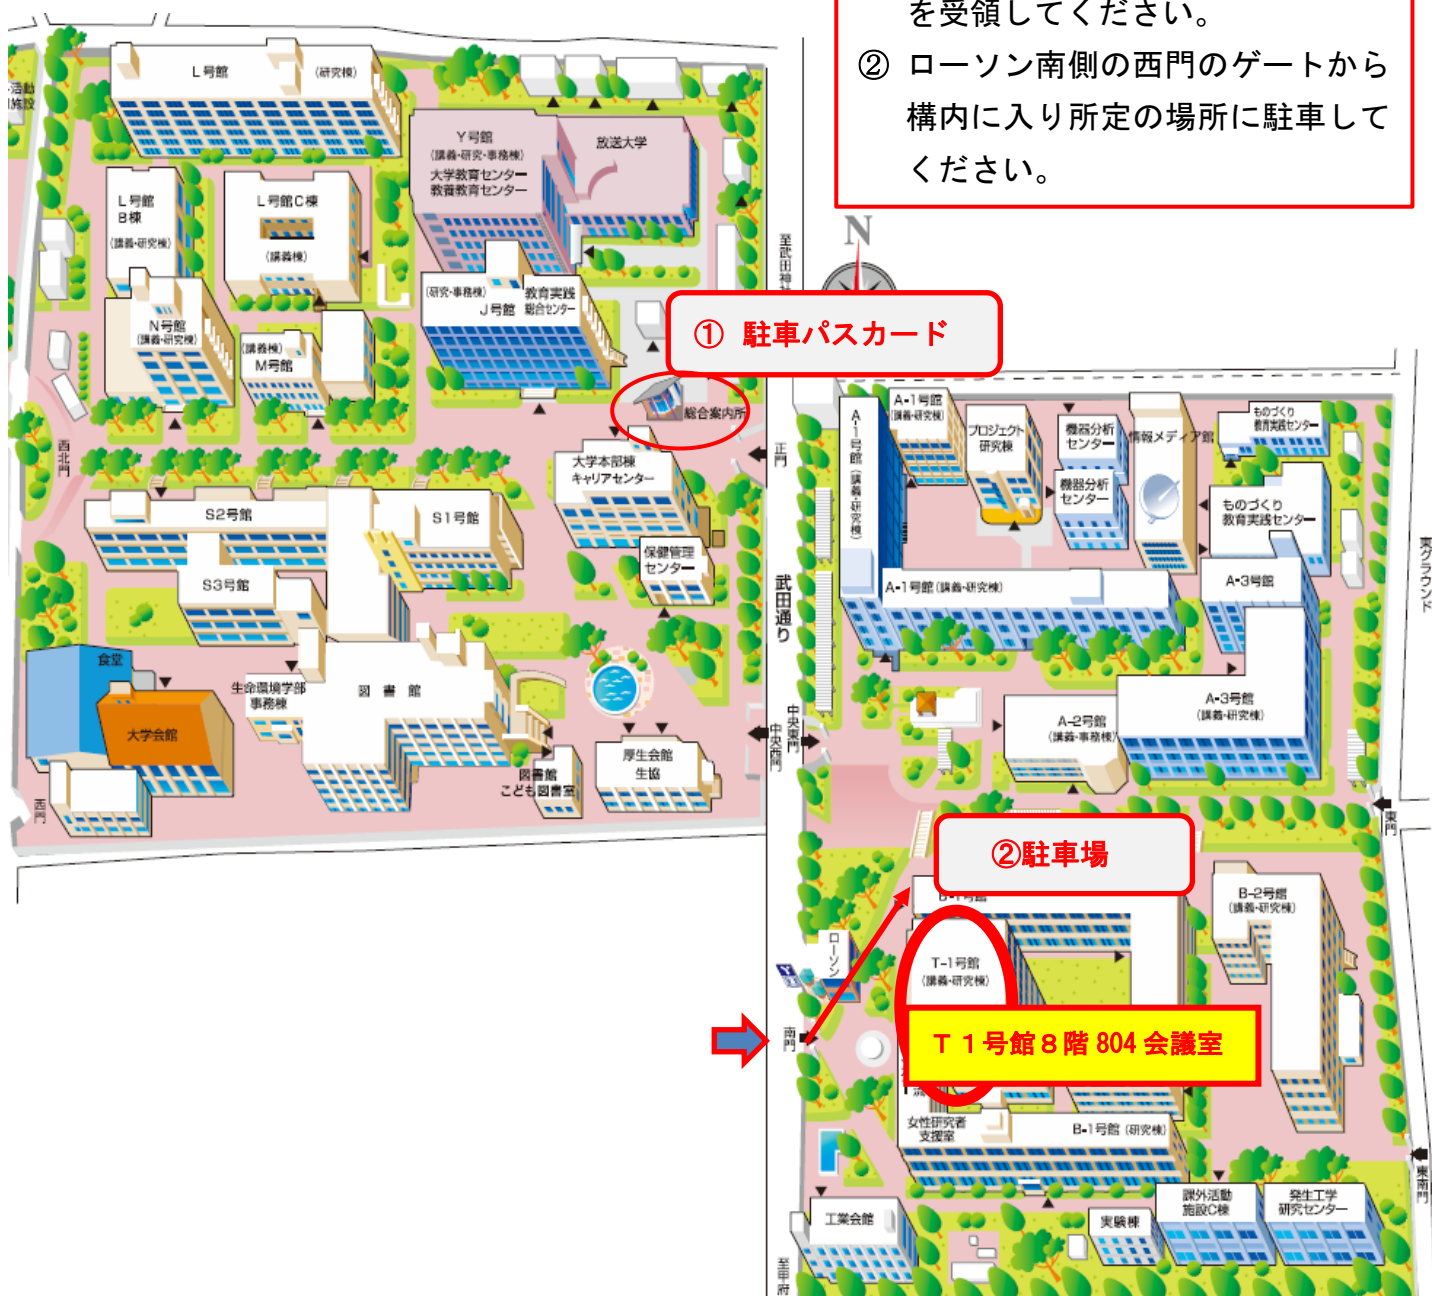 を受領してください。
② ローソン南側の西門のゲートから
構内に入り所定の場所に駐車して
ください。
N
① 駐車パスカード
②駐車場
T1号館8階 804 会議室
L号館
(研究棟)
活動
施設
Y号館
(講義・研究・事務棟)
大学教育センター
教養教育センター
放送大学
L号館
B棟
(講義・研究棟)
L号館C棟
(講義棟)
N号館
(講義・研究棟)
(講義棟)
M号館
(研究・事務棟)
J号館
教育実践
総合センター
総合案内所
至武田神社
正門
西北門
大学本部棟
キャリアセンター
S2号館
S1号館
S3号館
保健管理
センター
武田通り
食堂
大学会館
生命環境学部
事務棟
図書館
図書館
こども図書室
厚生会館
生協
西門
中央西門
中央東門
A-1号館(講義・研究棟)
A-1号館
(講義・研究棟)
プロジェクト
研究棟
機器分析
センター
機器分析
センター
情報メディア館
ものづくり
教育実践センター
ものづくり
教育実践センター
A-1号館(講義・研究棟)
A-3号館
A-3号館
(講義・研究棟)
A-2号館
(講義・事務棟)
東グラウンド
東門
B-1号館
B-2号館
(講義・研究棟)
ローソン
T-1号館
(講義・研究棟)
南門
女性研究者
支援室
B-1号館(研究棟)
東南門
工業会館
実験棟
課外活動
施設C棟
発生工学
研究センター
至甲府